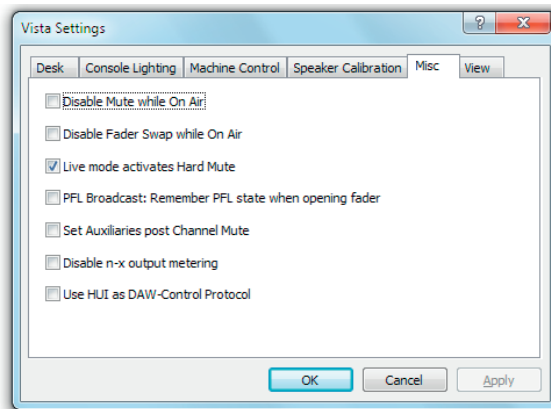 Vista Settings
Desk Console Lighting Machine Control Speaker Calibration Misc View
Disable Mute while On Air
Disable Fader Swap while On Air
Live mode activates Hard Mute
PFL Broadcast: Remember PFL state when opening fader
Set Auxiliaries post Channel Mute
Disable n-x output metering
Use HUI as DAW-Control Protocol
OK Cancel Apply